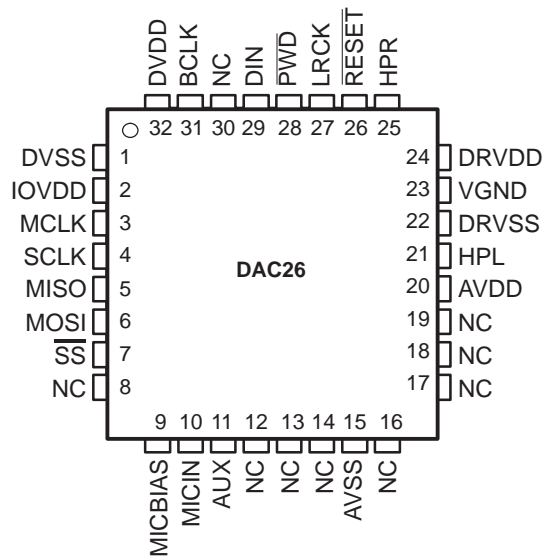 DVDD
BCLK
NC
DIN
PWD
LRCK
RESET
HPR
32 31 30 29 28 27 26 25
DVSS 1
IOVDD 2
MCLK 3
SCLK 4
MISO 5
MOSI 6
SS 7
NC 8
DAC26
24 DRVDD
23 VGND
22 DRVSS
21 HPL
20 AVDD
19 NC
18 NC
17 NC
9 10 11 12 13 14 15 16
MICBIAS
MICIN
AUX
NC
NC
NC
AVSS
NC